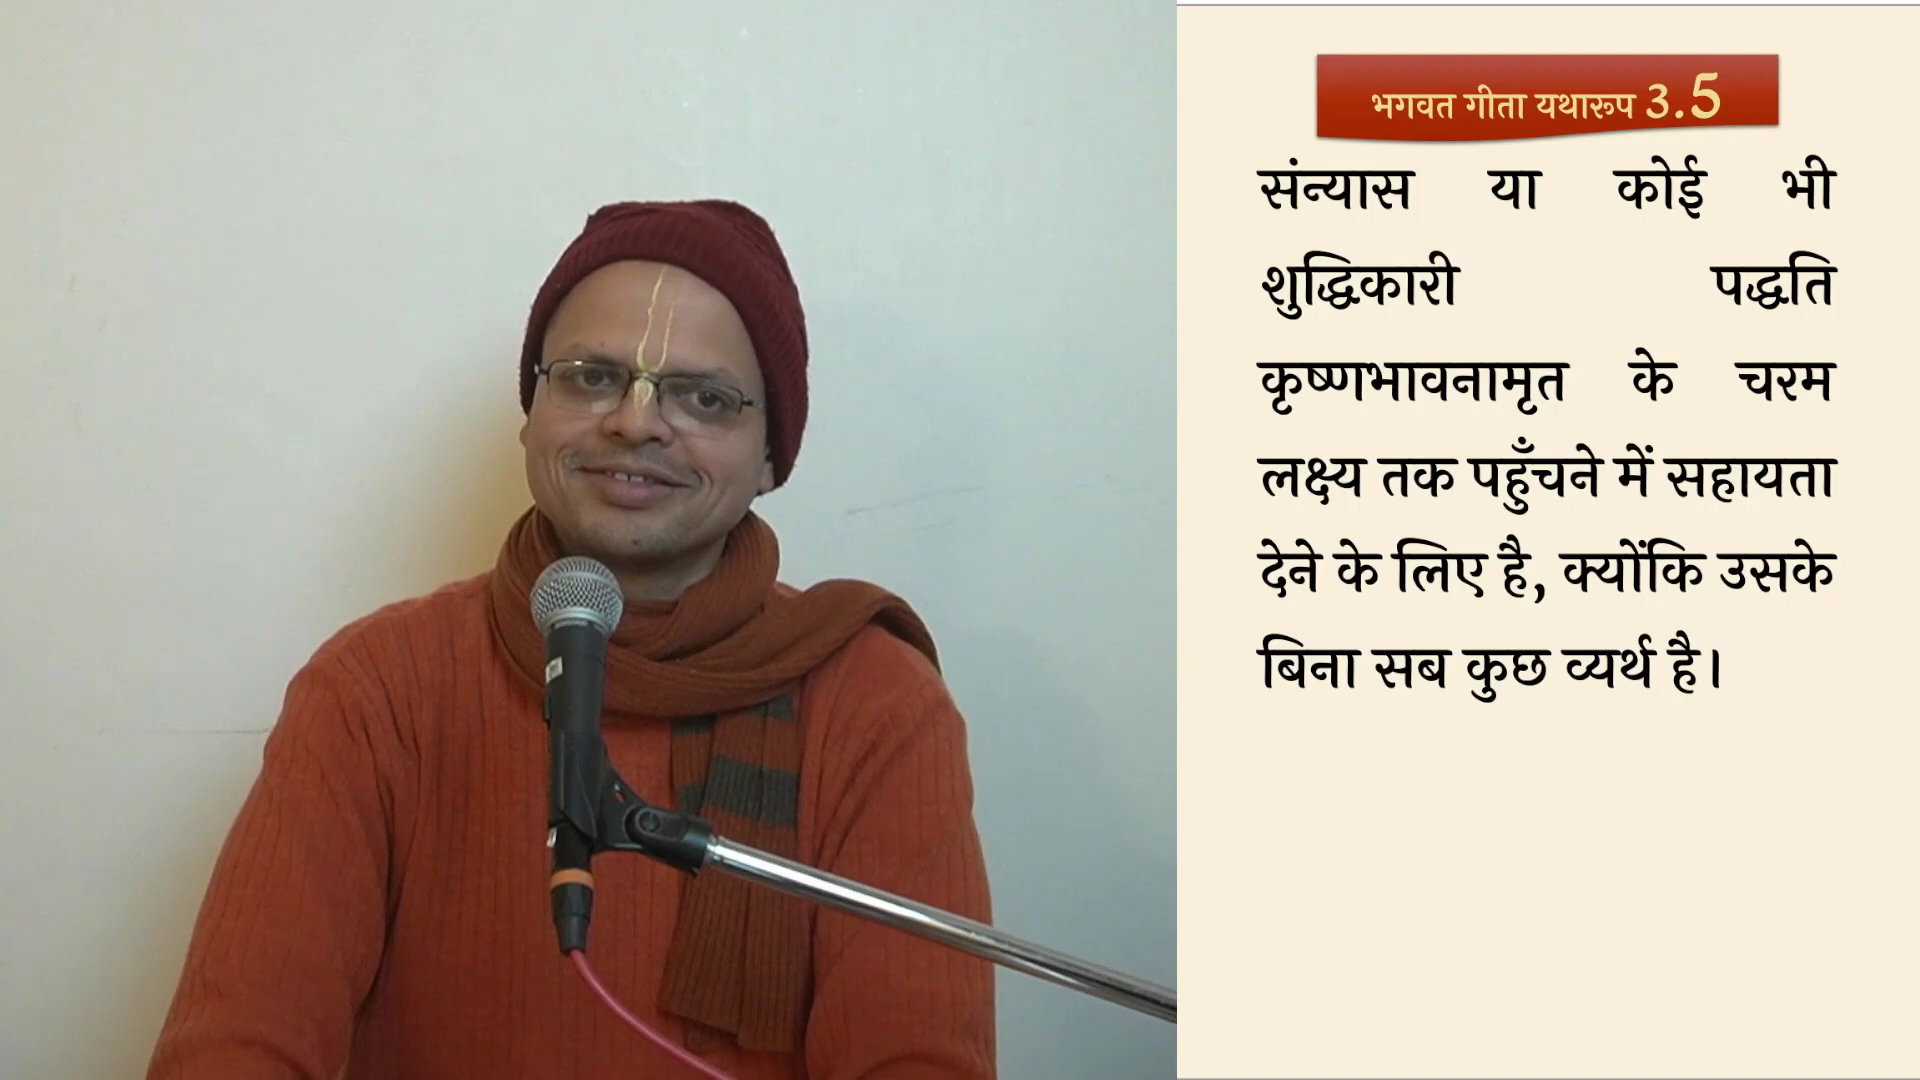 भगवत गीता यथारूप 3.5
संन्यास या कोई भी
शुद्धिकारी पद्धति
कृष्णभावनामृत के चरम
लक्ष्य तक पहुँचने में सहायता
देने के लिए है, क्योंकि उसके
बिना सब कुछ व्यर्थ है।